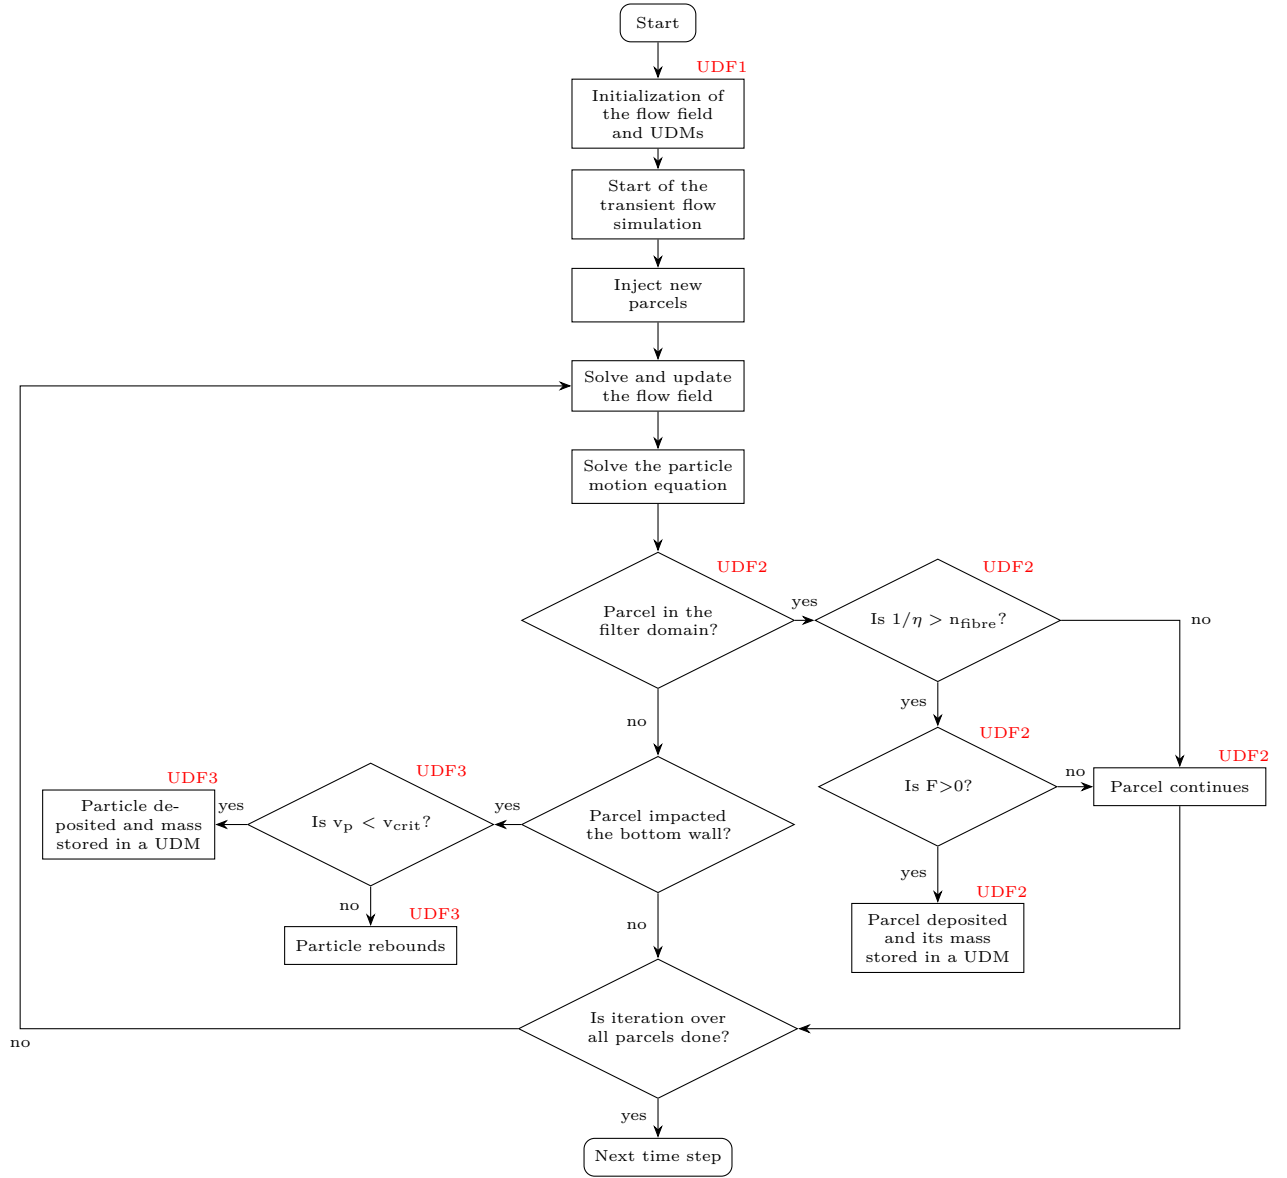 Start
UDF1
Initialization of
the flow field
and UDMs
Start of the
transient flow
simulation
Inject new
parcels
Solve and update
the flow field
Solve the particle
motion equation
UDF2
Parcel in the
filter domain?
yes
UDF2
Is 1/η > n_fibre?
no
no
yes
UDF2
Is F>0?
no
UDF2
Parcel continues
UDF3
Particle de-
posited and mass
stored in a UDM
yes
UDF3
Is v_p < v_crit?
yes
Parcel impacted
the bottom wall?
no
UDF3
Particle rebounds
no
yes
UDF2
Parcel deposited
and its mass
stored in a UDM
Is iteration over
all parcels done?
no
yes
Next time step